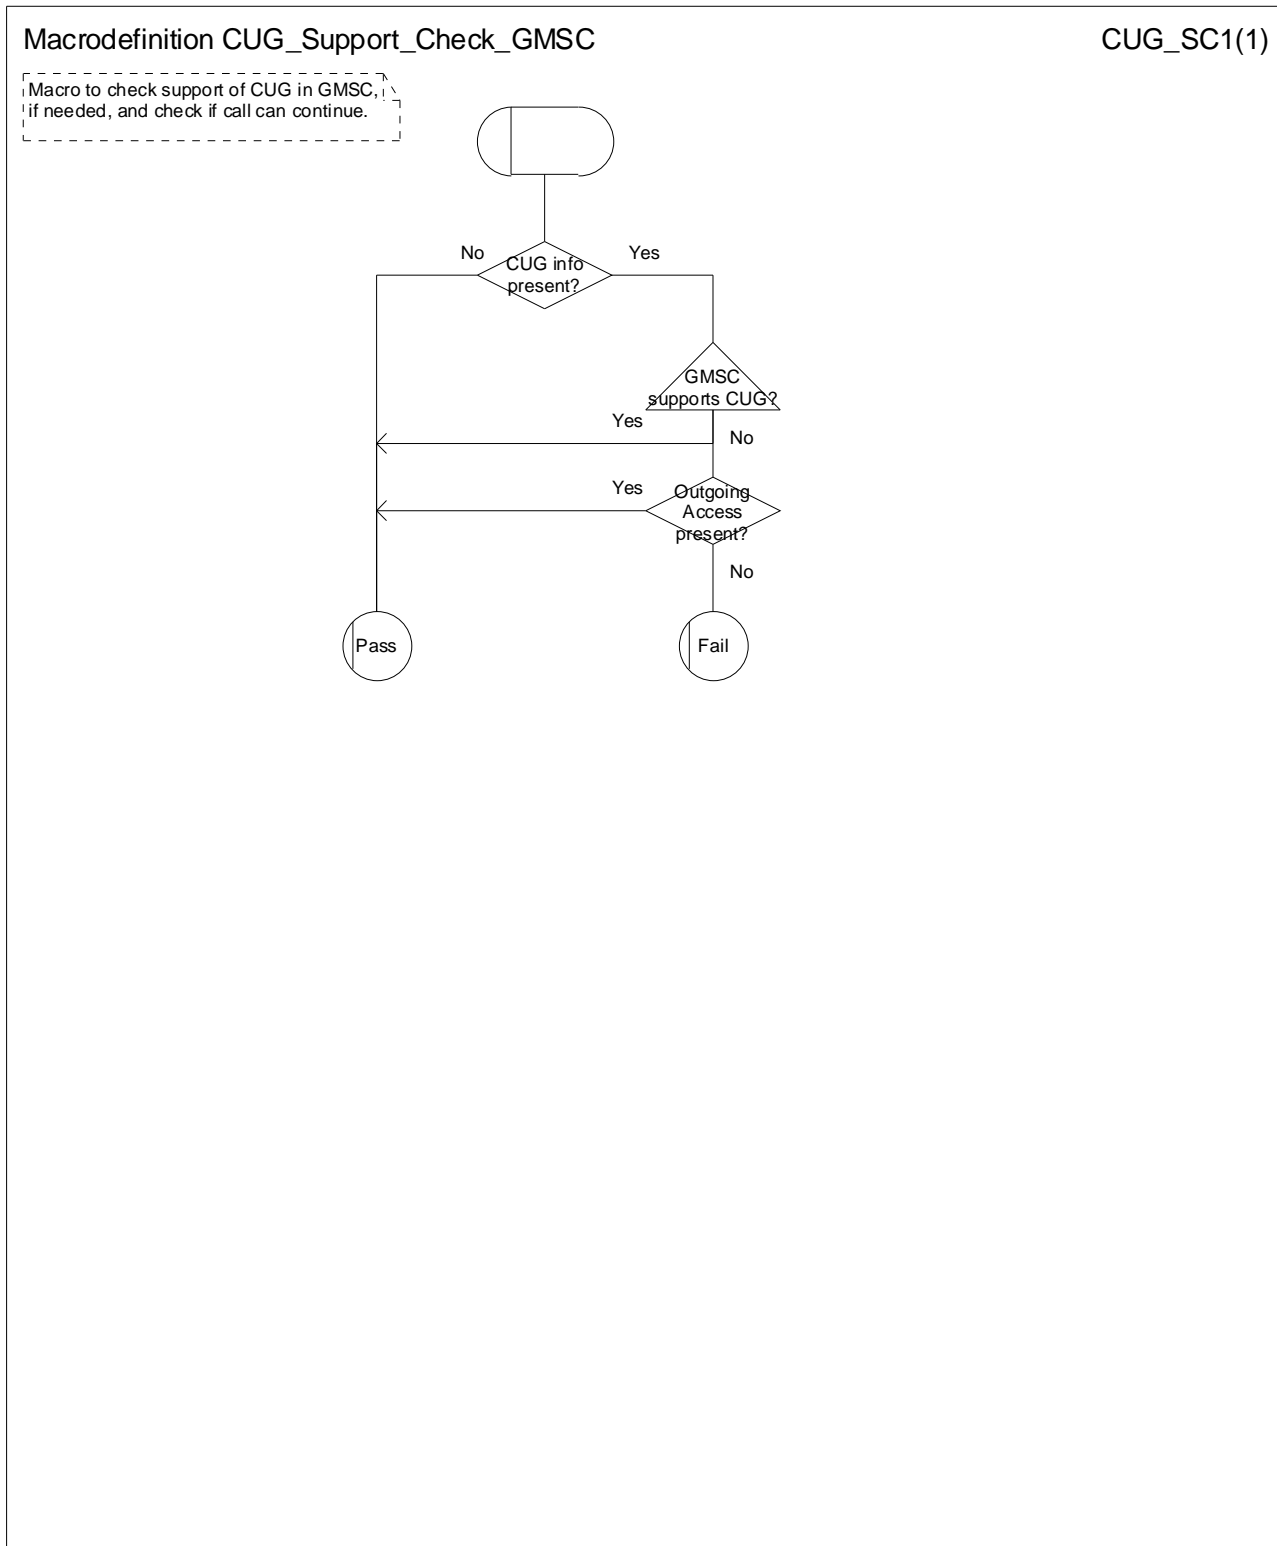 Macrodefinition CUG_Support_Check_GMSC
CUG_SC1(1)
Macro to check support of CUG in GMSC,
if needed, and check if call can continue.
No
Yes
CUG info
present?
GMSC
supports CUG?
Yes
No
Yes
Outgoing
Access
present?
No
Pass
Fail